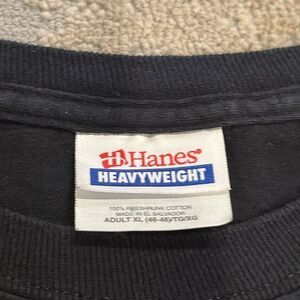 Hanes®
HEAVYWEIGHT
100% PRESHRUNK COTTON
MADE IN EL SALVADOR
ADULT XL (46-48)/TG/XG